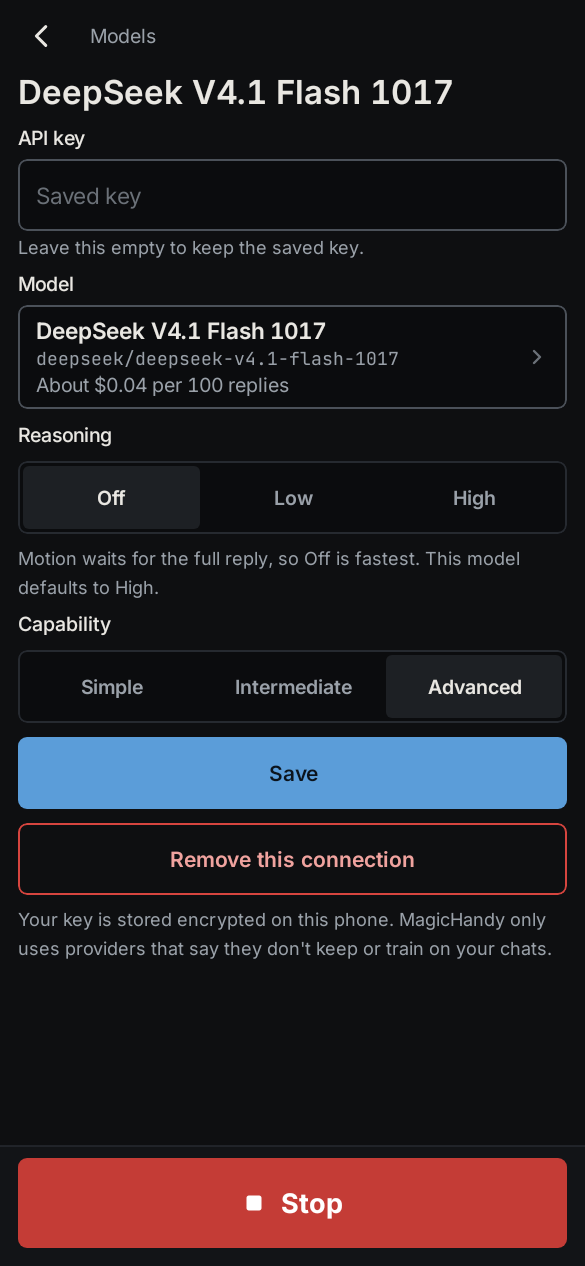 Models
DeepSeek V4.1 Flash 1017
API key
Saved key
Leave this empty to keep the saved key.
Model
DeepSeek V4.1 Flash 1017
deepseek/deepseek-v4.1-flash-1017
About $0.04 per 100 replies
Reasoning
Off Low High
Motion waits for the full reply, so Off is fastest. This model
defaults to High.
Capability
Simple Intermediate Advanced
Save
Remove this connection
Your key is stored encrypted on this phone. MagicHandy only
uses providers that say they don't keep or train on your chats.
Stop